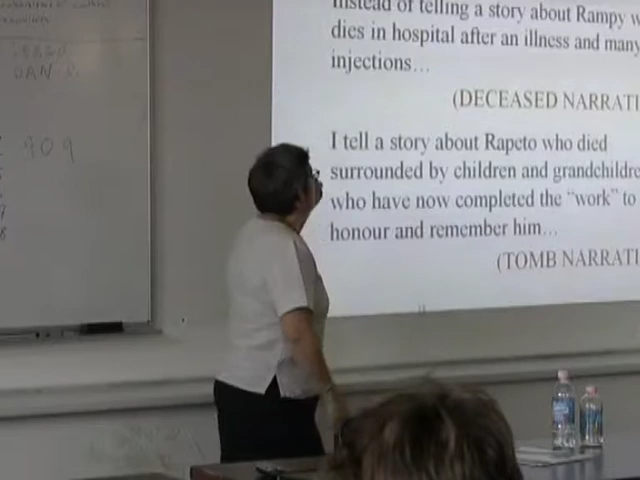 909
Instead of telling a story about Rampy w
dies in hospital after an illness and many
injections…
(DECEASED NARRATI
I tell a story about Rapeto who died
surrounded by children and grandchildre
who have now completed the “work” to
honour and remember him…
(TOMB NARRATI